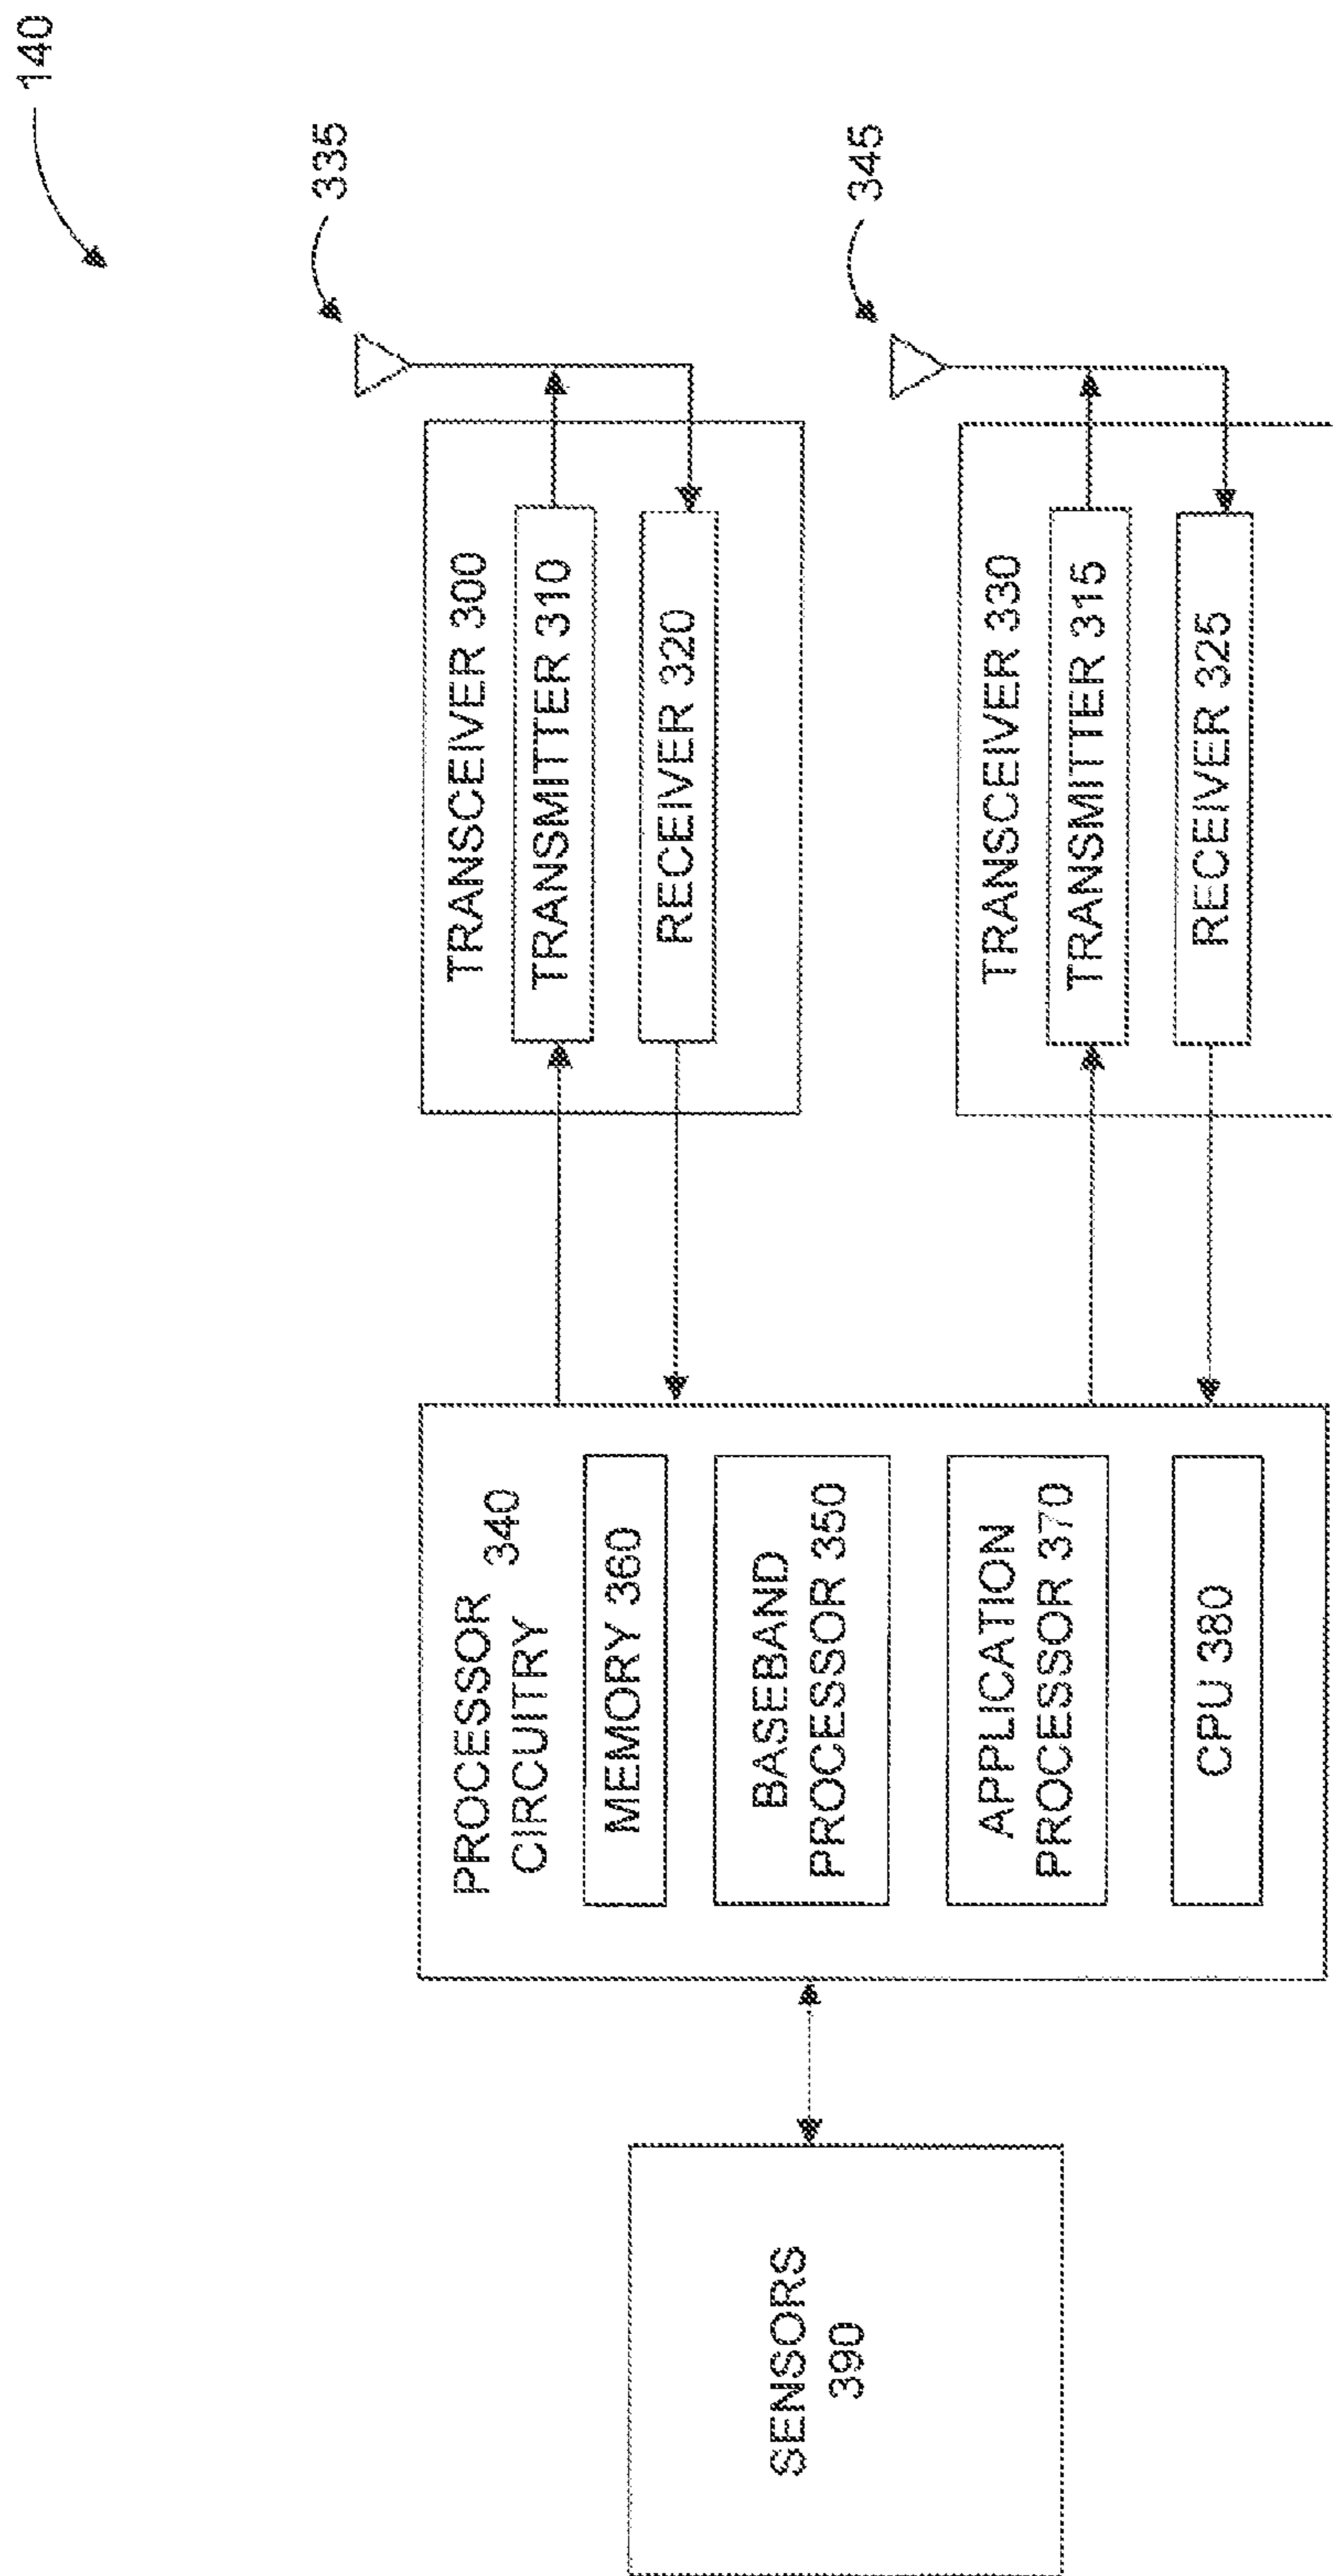 140
335
345
TRANSCEIVER 300
TRANSMITTER 310
RECEIVER 320
TRANSCEIVER 330
TRANSMITTER 315
RECEIVER 325
PROCESSOR
CIRCUITRY 340
MEMORY 360
BASEBAND
PROCESSOR 350
APPLICATION
PROCESSOR 370
CPU 380
SENSORS
390